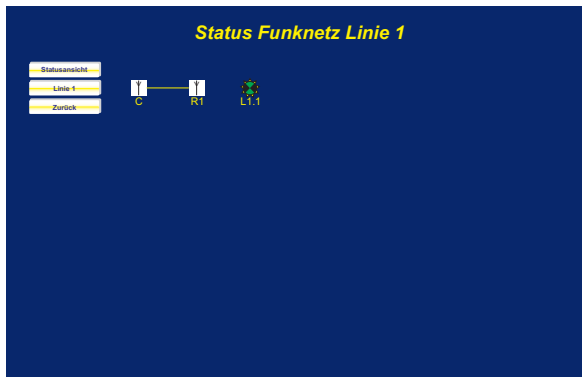 Status Funknetz Linie 1
Statusansicht
Linie 1
Zurück
C R1 L1.1